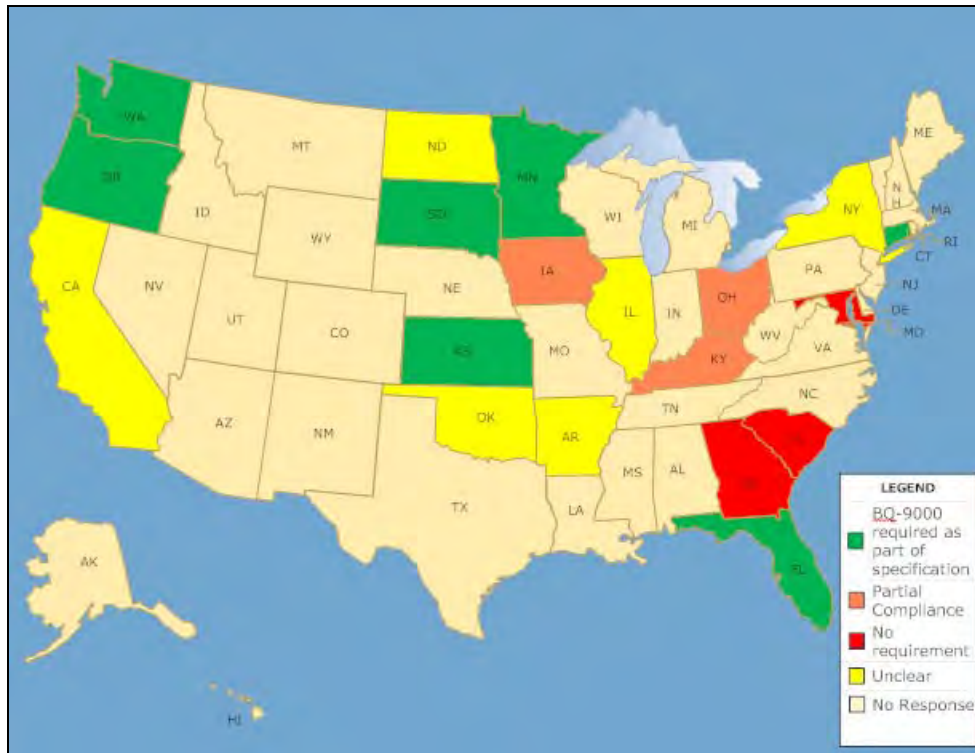 WA
OR
CA
ID
NV
MT
WY
UT
AZ
CO
NM
ND
SD
NE
KS
OK
TX
MN
IA
MO
AR
LA
WI
IL
MS
MI
IN
KY
TN
AL
OH
WV
GA
FL
SC
NC
VA
PA
NY
ME
N
H
MA
RI
CT
NJ
DE
MD
AK
HI
LEGEND
BQ-9000
required as
part of
specification
Partial
Compliance
No
requirement
Unclear
No Response